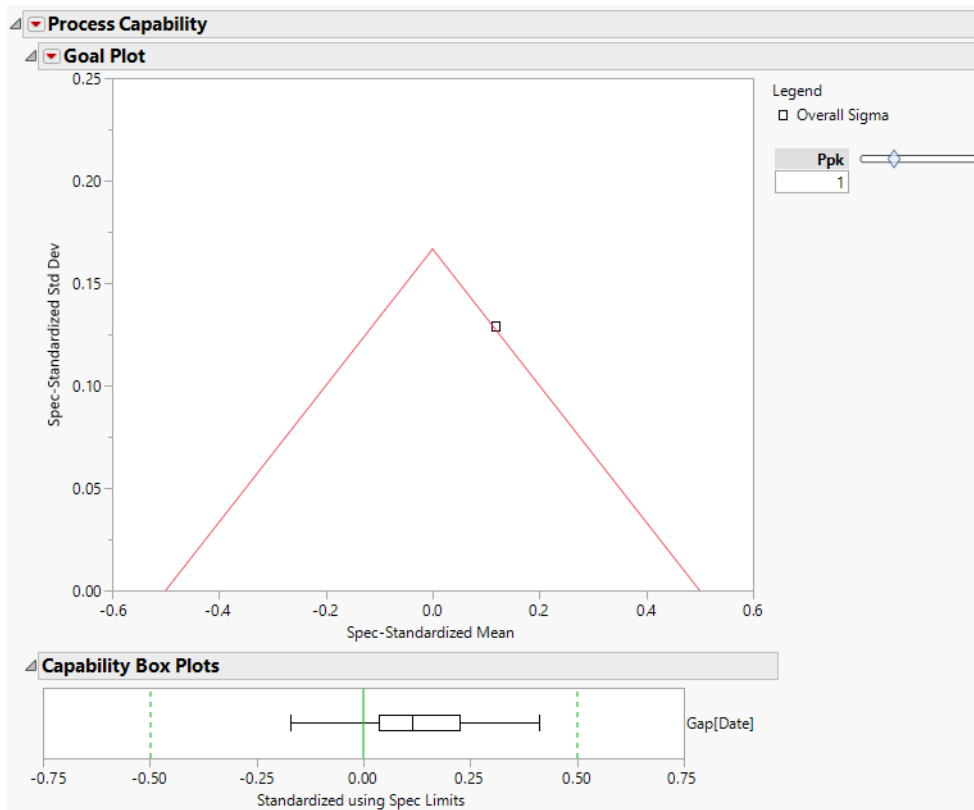 Process Capability
Goal Plot
0.25
0.20
0.15
0.10
0.05
0.00
Spec-Standardized Std Dev
-0.6 -0.4 -0.2 0.0 0.2 0.4 0.6
Spec-Standardized Mean
Legend
Overall Sigma
Ppk
1
Capability Box Plots
Gap[Date]
-0.75 -0.50 -0.25 0.00 0.25 0.50 0.75
Standardized using Spec Limits